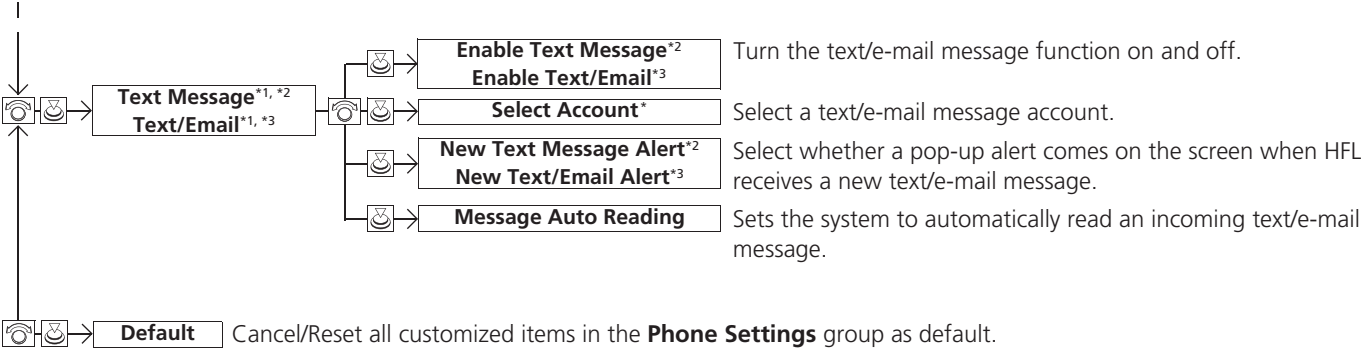 Enable Text Message*2
Enable Text/Email*3
Turn the text/e-mail message function on and off.
Text Message*1, *2
Text/Email*1, *3
Select Account*
Select a text/e-mail message account.
New Text Message Alert*2
New Text/Email Alert*3
Select whether a pop-up alert comes on the screen when HFL
receives a new text/e-mail message.
Message Auto Reading
Sets the system to automatically read an incoming text/e-mail
message.
Default
Cancel/Reset all customized items in the Phone Settings group as default.